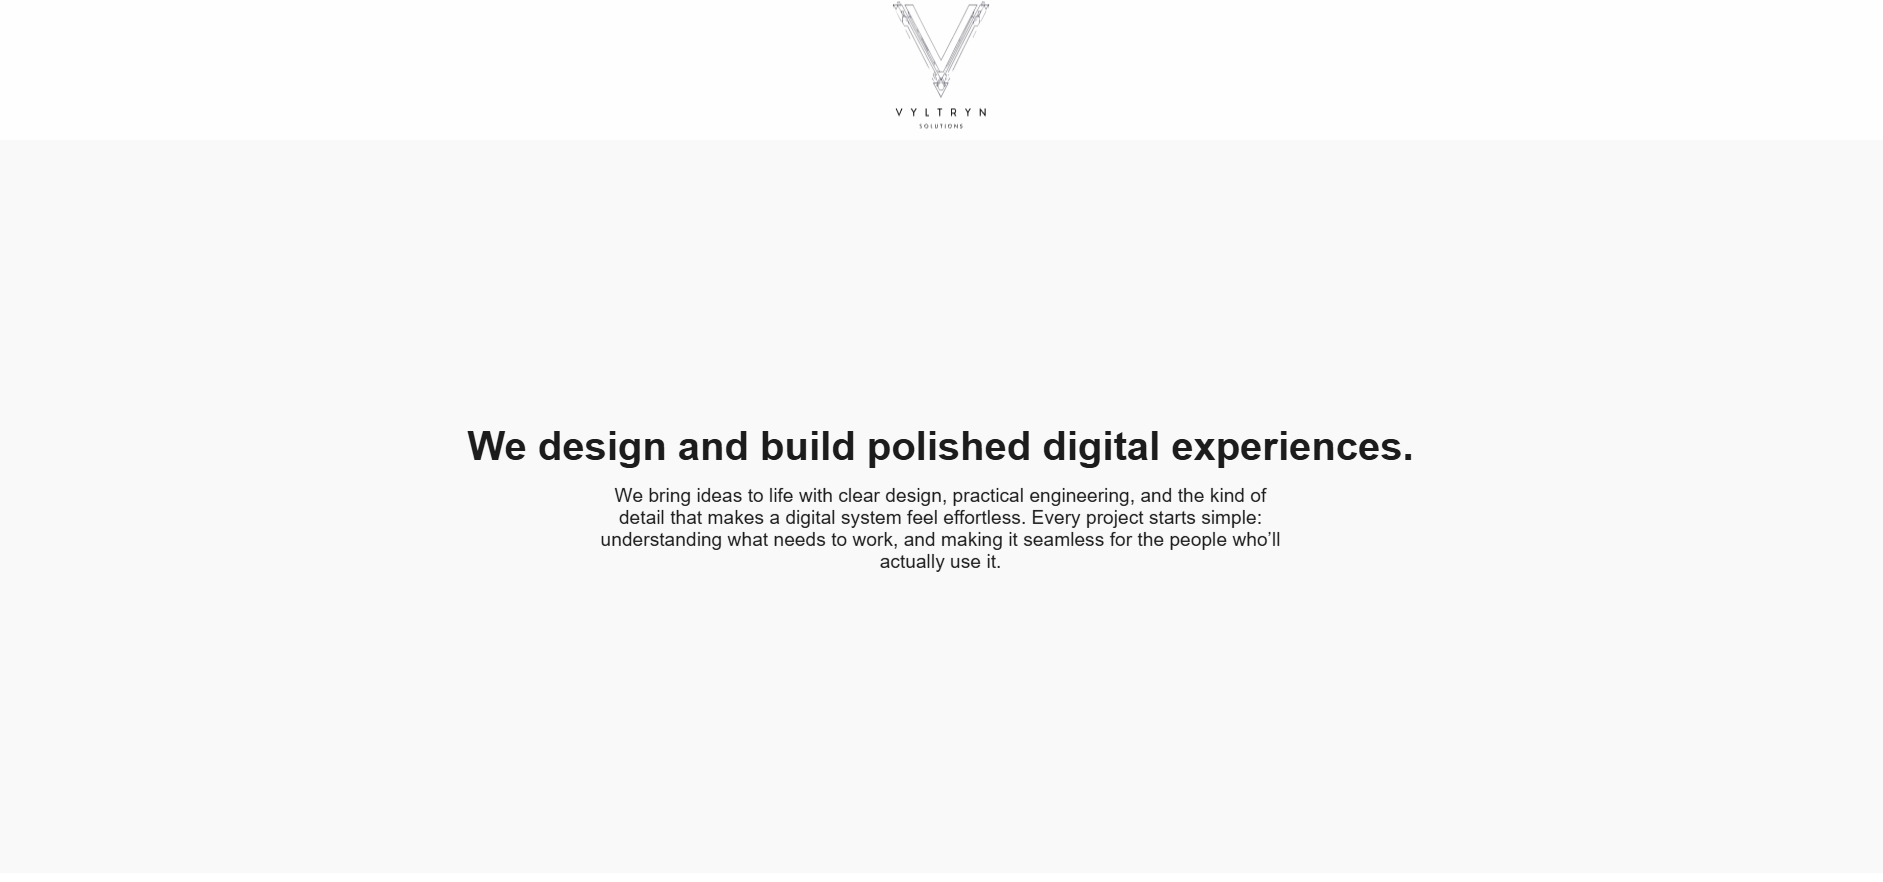 VYLTRYN
SOLUTIONS
We design and build polished digital experiences.
We bring ideas to life with clear design, practical engineering, and the kind of
detail that makes a digital system feel effortless. Every project starts simple:
understanding what needs to work, and making it seamless for the people who’ll
actually use it.